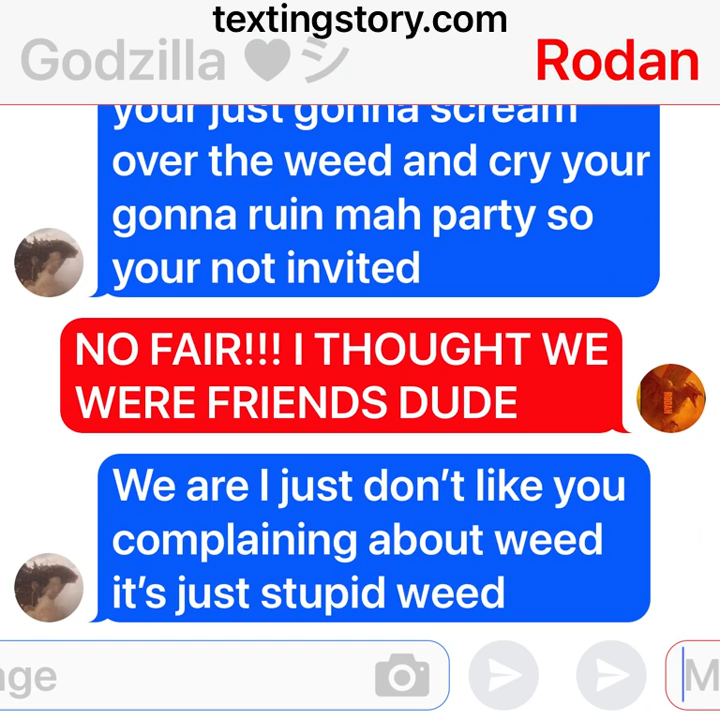 textingstory.com
Godzilla 🤍シ
Rodan
your just gonna scream
over the weed and cry your
gonna ruin mah party so
your not invited
NO FAIR!!! I THOUGHT WE
WERE FRIENDS DUDE
RODAN
We are I just don't like you
complaining about weed
it's just stupid weed
age
M